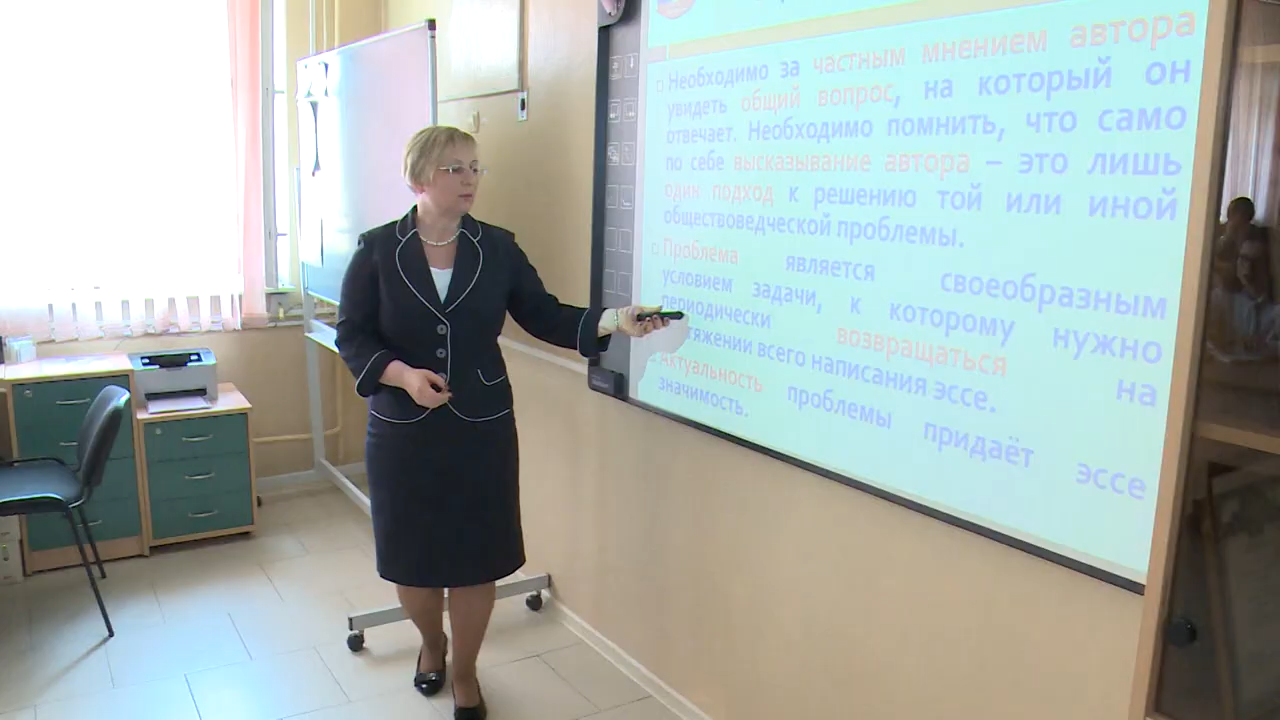 Необходимо за частным мнением автора
увидеть общий вопрос, на который он
отвечает. Необходимо помнить, что само
по себе высказывание автора – это лишь
один подход к решению той или иной
обществоведческой проблемы.
Проблема является своеобразным
условием задачи, к которому нужно
периодически возвращаться на
тяжении всего написания эссе.
Актуальность проблемы придаёт эссе
значимость.